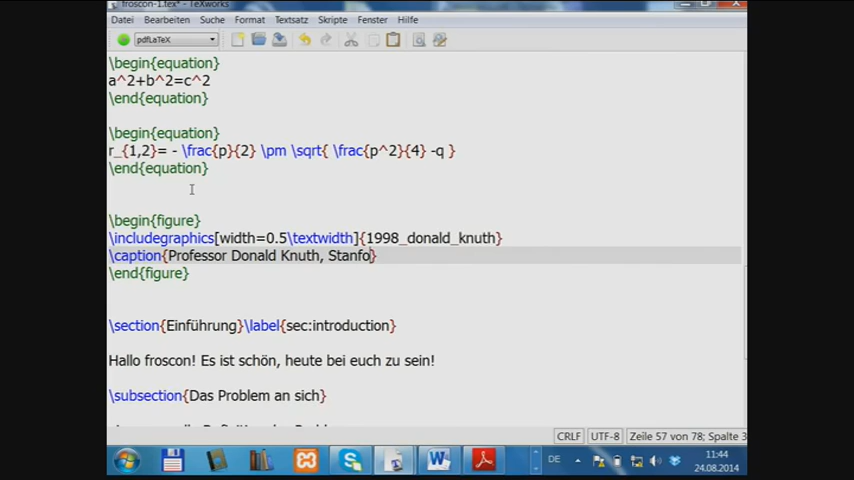 froscon-1.tex* - TeXworks
Datei Bearbeiten Suche Format Textsatz Skripte Fenster Hilfe
pdfLaTeX
\begin{equation}
a^2+b^2=c^2
\end{equation}
\begin{equation}
r_{1,2}= - \frac{p}{2} \pm \sqrt{ \frac{p^2}{4} -q }
\end{equation}
\begin{figure}
\includegraphics[width=0.5\textwidth]{1998_donald_knuth}
\caption{Professor Donald Knuth, Stanfo}
\end{figure}
\section{Einführung}\label{sec:introduction}
Hallo froscon! Es ist schön, heute bei euch zu sein!
\subsection{Das Problem an sich}
CRLF UTF-8 Zeile 57 von 78; Spalte 3
DE 11:44
24.08.2014